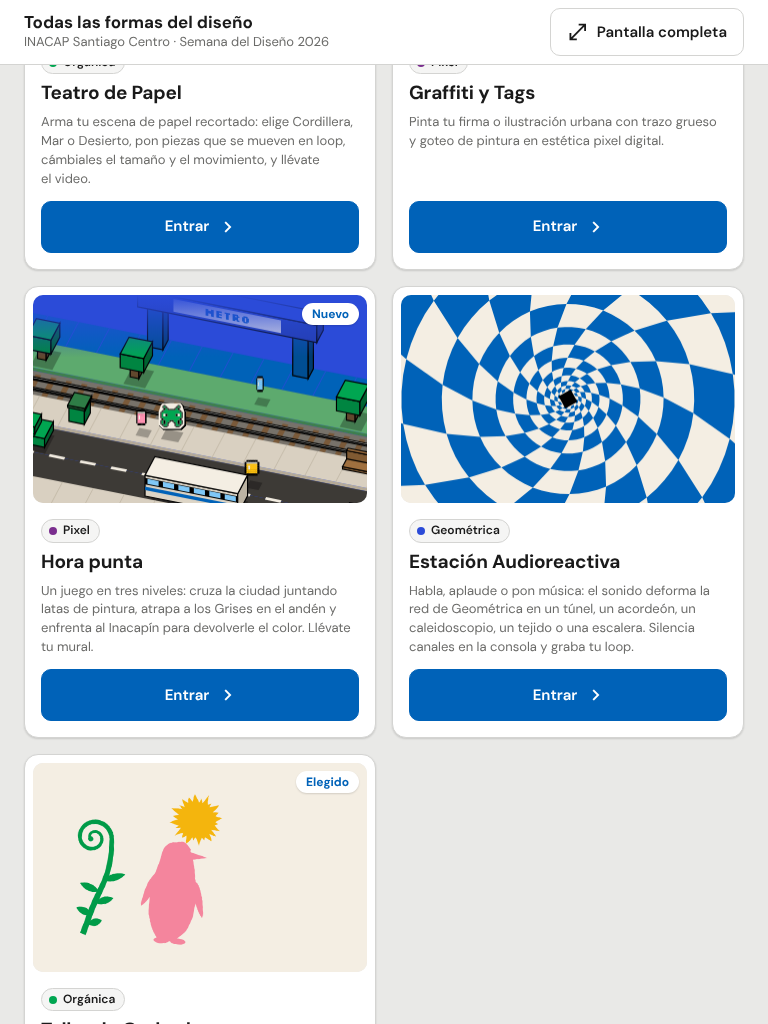 Todas las formas del diseño
INACAP Santiago Centro · Semana del Diseño 2026
Pantalla completa
Teatro de Papel
Arma tu escena de papel recortado: elige Cordillera,
Mar o Desierto, pon piezas que se mueven en loop,
cámbiales el tamaño y el movimiento, y llévate
el video.
Entrar
Graffiti y Tags
Pinta tu firma o ilustración urbana con trazo grueso
y goteo de pintura en estética pixel digital.
Entrar
METRO
Nuevo
Pixel
Hora punta
Un juego en tres niveles: cruza la ciudad juntando
latas de pintura, atrapa a los Grises en el andén y
enfrenta al Inacapín para devolverle el color. Llévate
tu mural.
Entrar
Geométrica
Estación Audioreactiva
Habla, aplaude o pon música: el sonido deforma la
red de Geométrica en un túnel, un acordeón, un
caleidoscopio, un tejido o una escalera. Silencia
canales en la consola y graba tu loop.
Entrar
Elegido
Orgánica